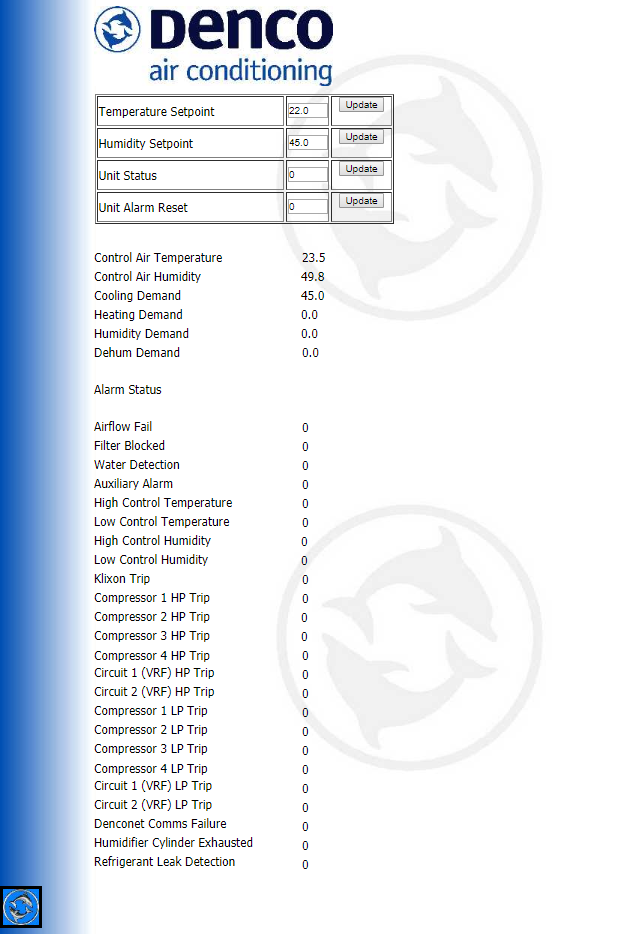 Denco
air conditioning
Temperature Setpoint 22.0 Update
Humidity Setpoint 45.0 Update
Unit Status 0 Update
Unit Alarm Reset 0 Update
Control Air Temperature 23.5
Control Air Humidity 49.8
Cooling Demand 45.0
Heating Demand 0.0
Humidity Demand 0.0
Dehum Demand 0.0
Alarm Status
Airflow Fail 0
Filter Blocked 0
Water Detection 0
Auxiliary Alarm 0
High Control Temperature 0
Low Control Temperature 0
High Control Humidity 0
Low Control Humidity 0
Klixon Trip 0
Compressor 1 HP Trip 0
Compressor 2 HP Trip 0
Compressor 3 HP Trip 0
Compressor 4 HP Trip 0
Circuit 1 (VRF) HP Trip 0
Circuit 2 (VRF) HP Trip 0
Compressor 1 LP Trip 0
Compressor 2 LP Trip 0
Compressor 3 LP Trip 0
Compressor 4 LP Trip 0
Circuit 1 (VRF) LP Trip 0
Circuit 2 (VRF) LP Trip 0
Denconet Comms Failure 0
Humidifier Cylinder Exhausted 0
Refrigerant Leak Detection 0